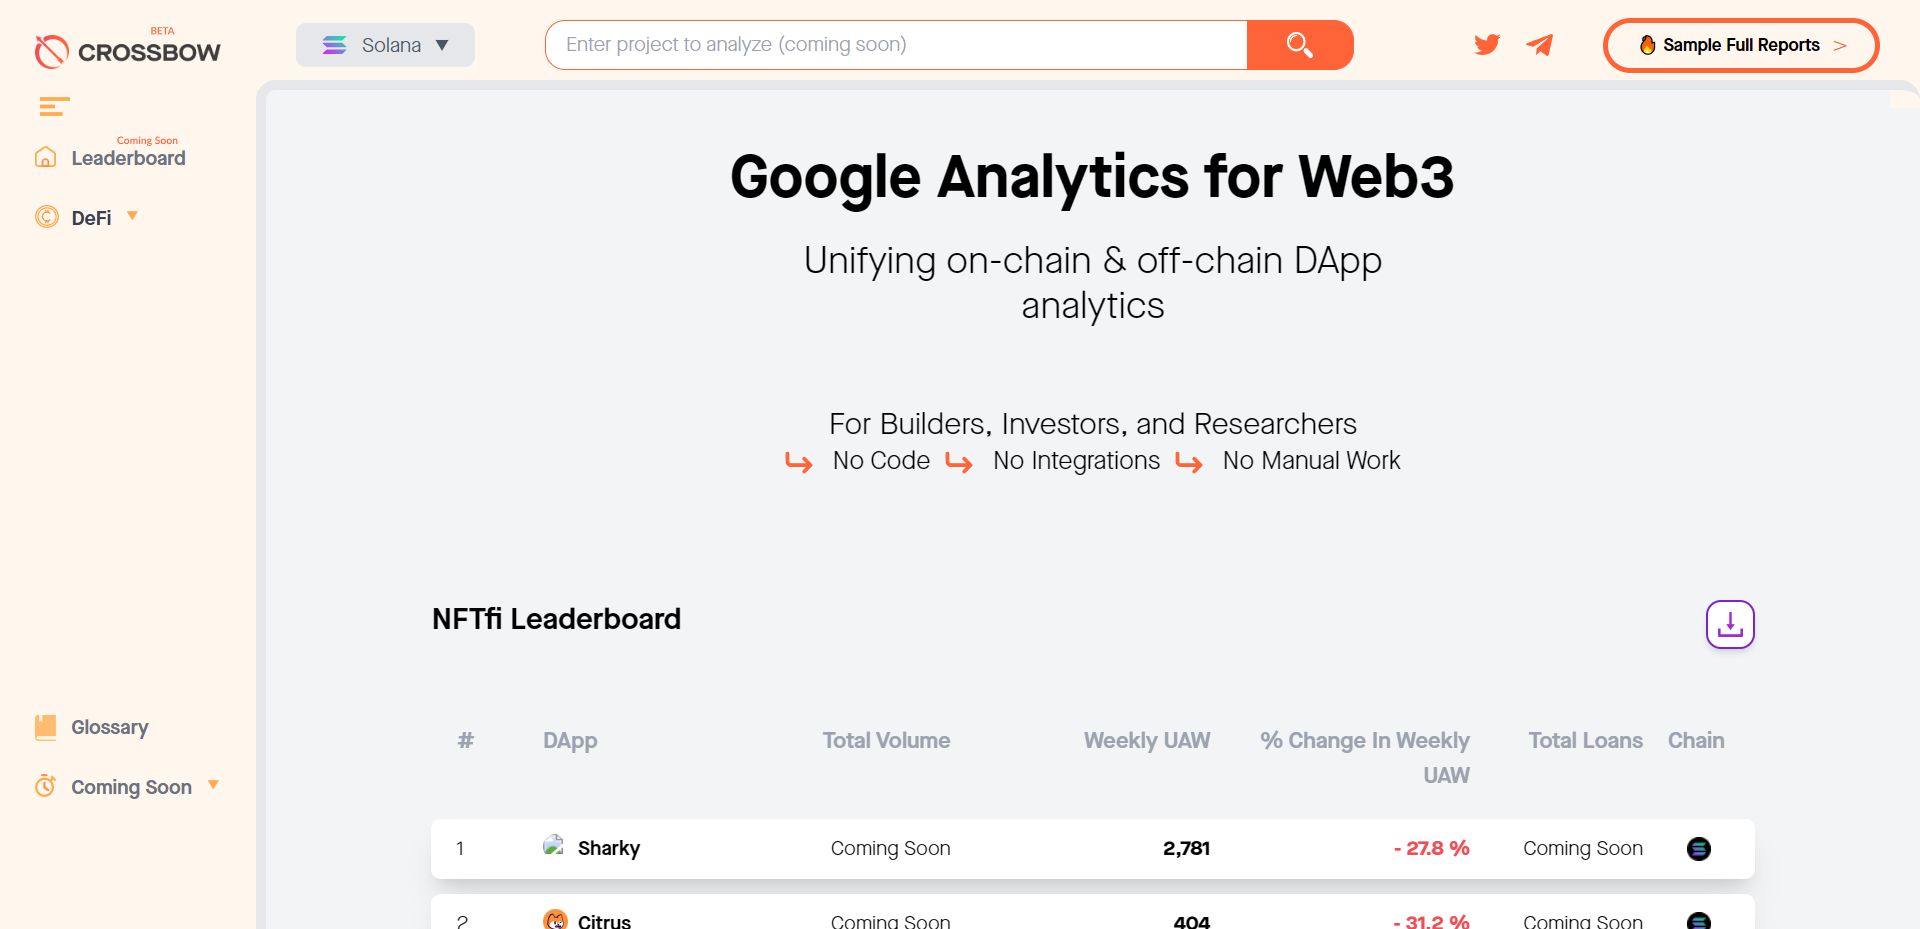 BETA
CROSSBOW
Solana ▼
Enter project to analyze (coming soon)
🔥 Sample Full Reports >
Coming Soon
Leaderboard
DeFi
Glossary
Coming Soon
Google Analytics for Web3
Unifying on-chain & off-chain DApp
analytics
For Builders, Investors, and Researchers
No Code No Integrations No Manual Work
NFTfi Leaderboard
# DApp Total Volume Weekly UAW % Change In Weekly UAW Total Loans Chain
1 Sharky Coming Soon 2,781 - 27.8 % Coming Soon
2 Citrus Coming Soon 404 - 31.2 % Coming Soon